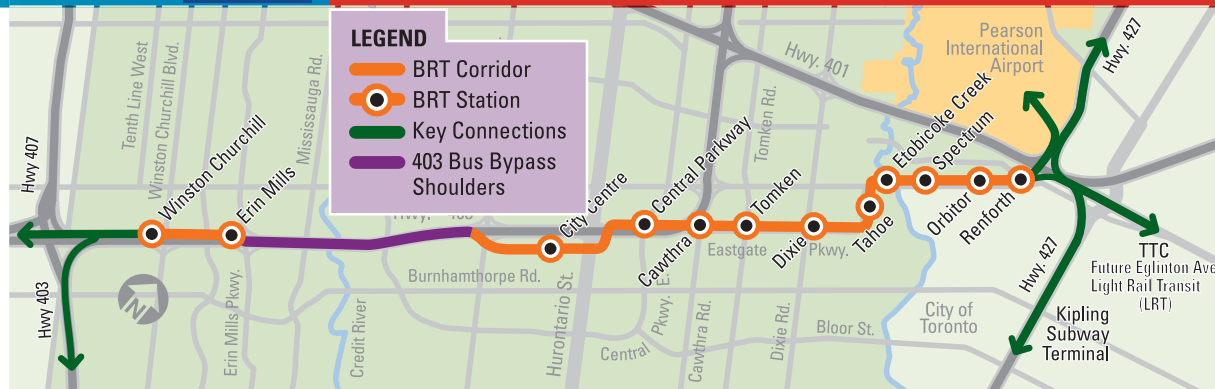 LEGEND
BRT Corridor
BRT Station
Key Connections
403 Bus Bypass
Shoulders
Hwy 407
Tenth Line West
Winston Churchill Blvd.
Mississauga Rd.
Winston Churchill
Erin Mills
Hwy 403
Erin Mills Pkwy.
Credit River
Burnhamthorpe Rd.
Hurontario St.
City Centre
Central Parkway
Cawthra
Tomken
Tomken Rd.
Eastgate
Pkwy.
Dixie
Tahoe
Etobicoke Creek
Spectrum
Orbitor
Renforth
Central
Pkwy. E.
Cawthra Rd.
Dixie Rd.
Bloor St.
City of
Toronto
Hwy. 401
Pearson
International
Airport
Hwy. 427
Hwy. 427
TTC
Future Eglinton Ave
Light Rail Transit
(LRT)
Kipling
Subway
Terminal
N